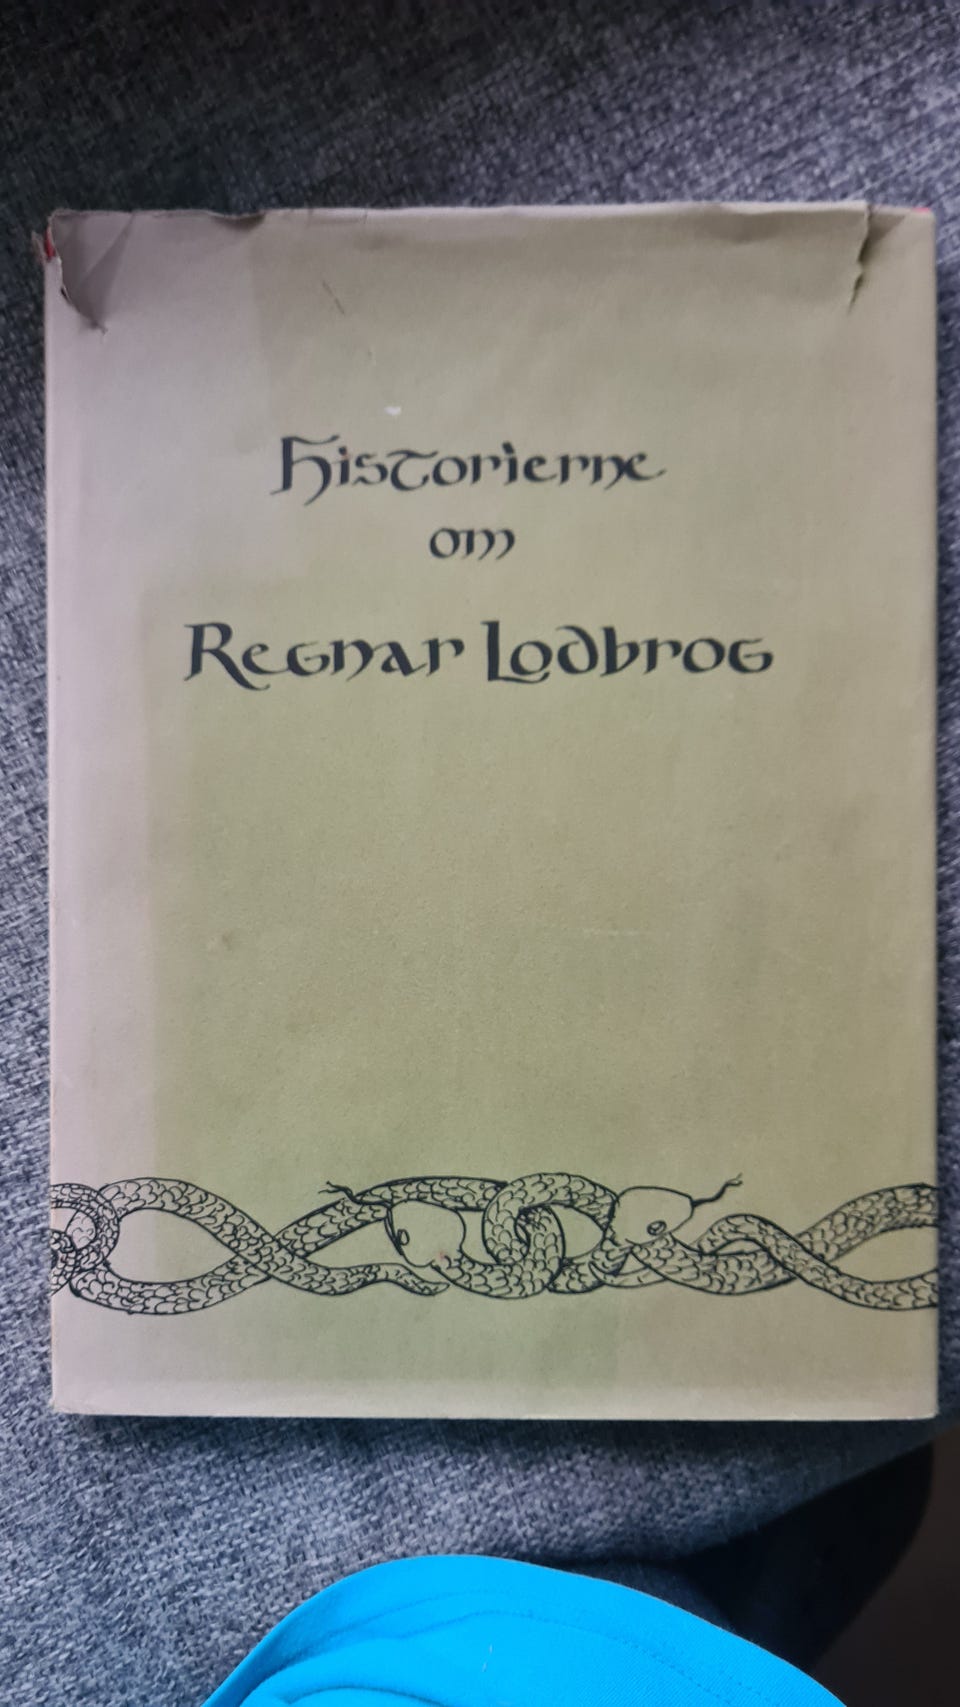 Historierne
om
Regnar Lodbrog